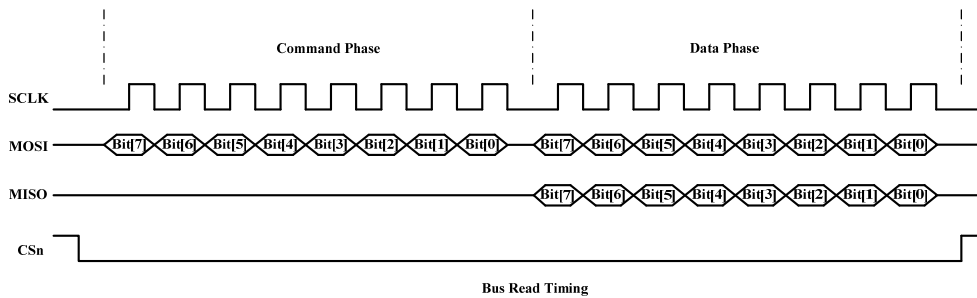 Command Phase Data Phase
SCLK
MOSI Bit[7] Bit[6] Bit[5] Bit[4] Bit[3] Bit[2] Bit[1] Bit[0] Bit[7] Bit[6] Bit[5] Bit[4] Bit[3] Bit[2] Bit[1] Bit[0]
MISO Bit[7] Bit[6] Bit[5] Bit[4] Bit[3] Bit[2] Bit[1] Bit[0]
CSn
Bus Read Timing